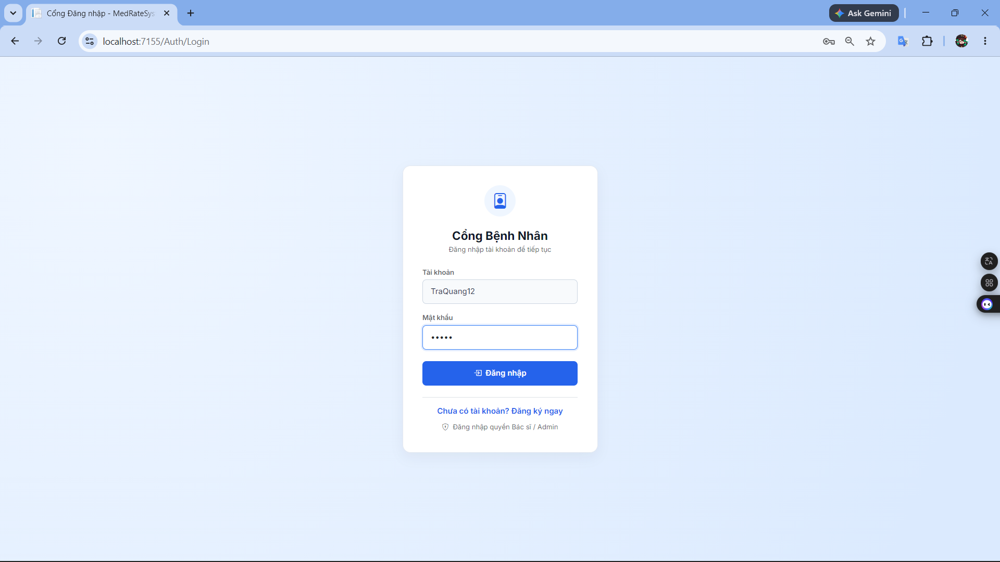 Cổng Đăng nhập - MedRateSys
Ask Gemini
localhost:7155/Auth/Login
Cổng Bệnh Nhân
Đăng nhập tài khoản để tiếp tục
Tài khoản
TraQuang12
Mật khẩu
•••••
Đăng nhập
Chưa có tài khoản? Đăng ký ngay
Đăng nhập quyền Bác sĩ / Admin